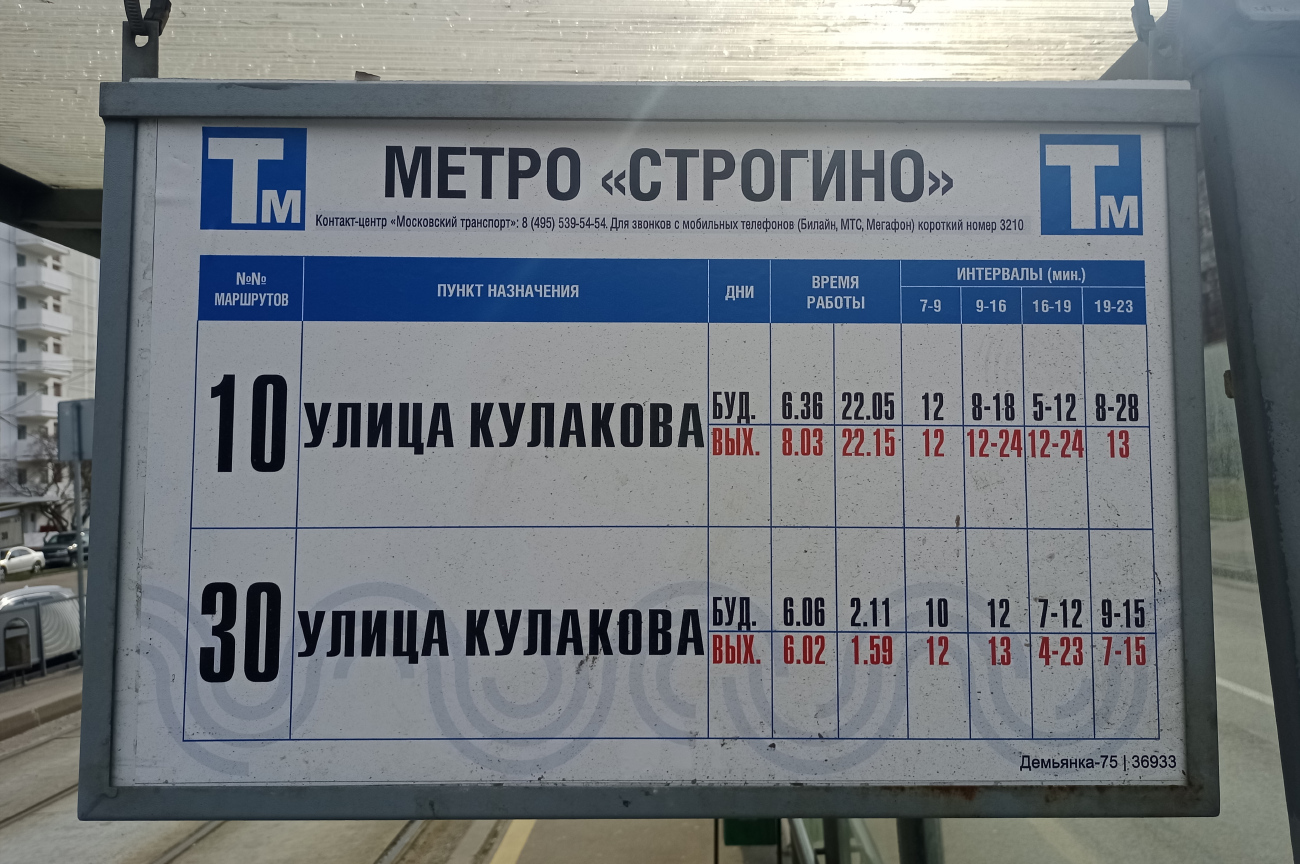 Тм МЕТРО «СТРОГИНО» Тм
Контакт-центр «Московский транспорт»: 8 (495) 539-54-54. Для звонков с мобильных телефонов (Билайн, МТС, Мегафон) короткий номер 3210
№№ МАРШРУТОВ ПУНКТ НАЗНАЧЕНИЯ ДНИ ВРЕМЯ РАБОТЫ ИНТЕРВАЛЫ (мин.)
7-9 9-16 16-19 19-23
10 УЛИЦА КУЛАКОВА БУД. 6.36 22.05 12 8-18 5-12 8-28
ВЫХ. 8.03 22.15 12 12-24 12-24 13
30 УЛИЦА КУЛАКОВА БУД. 6.06 2.11 10 12 7-12 9-15
ВЫХ. 6.02 1.59 12 13 4-23 7-15
Демьянка-75 | 36933